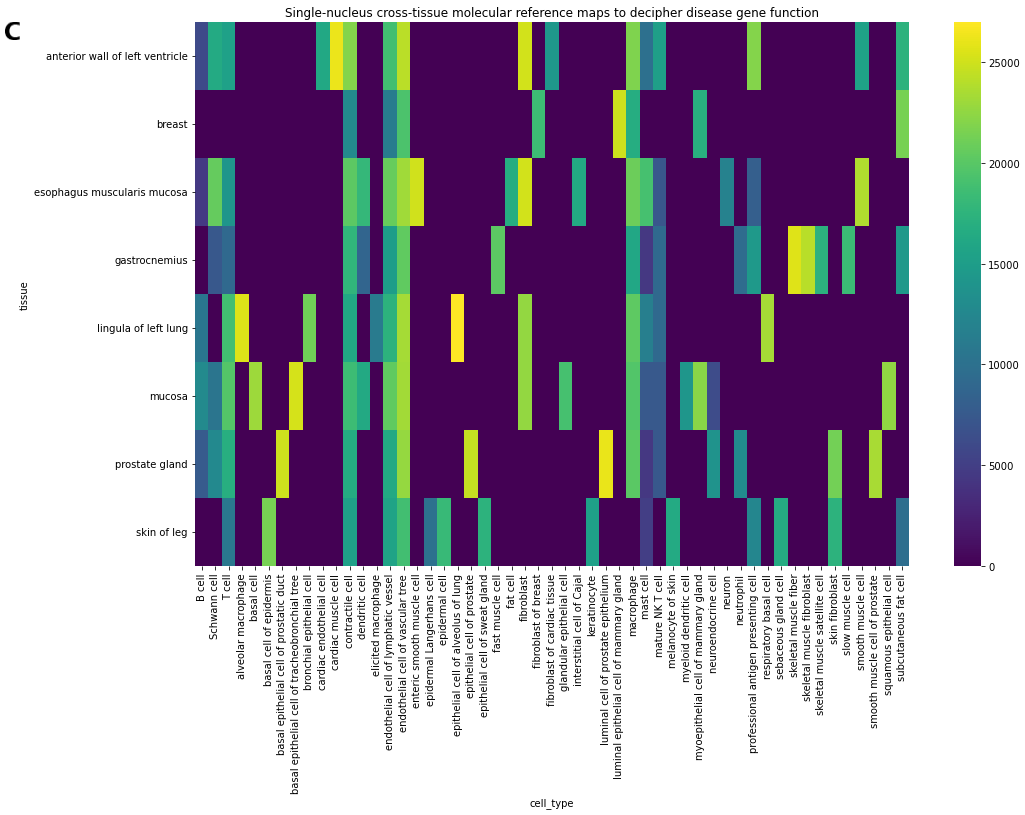 C
Single-nucleus cross-tissue molecular reference maps to decipher disease gene function
tissue
anterior wall of left ventricle
breast
esophagus muscularis mucosa
gastrocnemius
lingula of left lung
mucosa
prostate gland
skin of leg
25000
20000
15000
10000
5000
0
B cell
Schwann cell
T cell
alveolar macrophage
basal cell
basal cell of epidermis
basal epithelial cell of prostatic duct
basal epithelial cell of tracheobronchial tree
bronchial epithelial cell
cardiac endothelial cell
cardiac muscle cell
contractile cell
dendritic cell
elicited macrophage
endothelial cell of lymphatic vessel
endothelial cell of vascular tree
enteric smooth muscle cell
epidermal Langerhans cell
epidermal cell
epithelial cell of alveolus of lung
epithelial cell of prostate
epithelial cell of sweat gland
fast muscle cell
fat cell
fibroblast
fibroblast of breast
fibroblast of cardiac tissue
glandular epithelial cell
interstitial cell of Cajal
keratinocyte
luminal cell of prostate epithelium
luminal epithelial cell of mammary gland
macrophage
mast cell
mature NK T cell
melanocyte of skin
myeloid dendritic cell
myoepithelial cell of mammary gland
neuroendocrine cell
neuron
neutrophil
professional antigen presenting cell
respiratory basal cell
sebaceous gland cell
skeletal muscle fiber
skeletal muscle fibroblast
skeletal muscle satellite cell
skin fibroblast
slow muscle cell
smooth muscle cell
smooth muscle cell of prostate
squamous epithelial cell
subcutaneous fat cell
cell_type